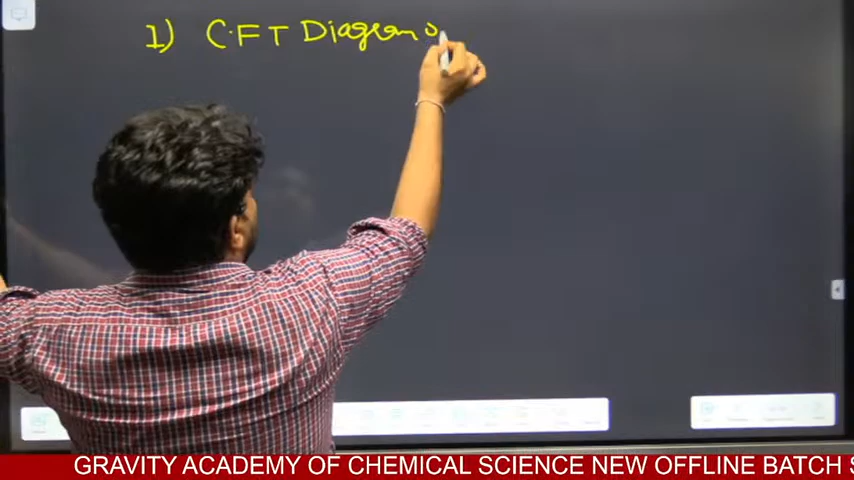 1) C.F T Diagram o
GRAVITY ACADEMY OF CHEMICAL SCIENCE NEW OFFLINE BATCH S